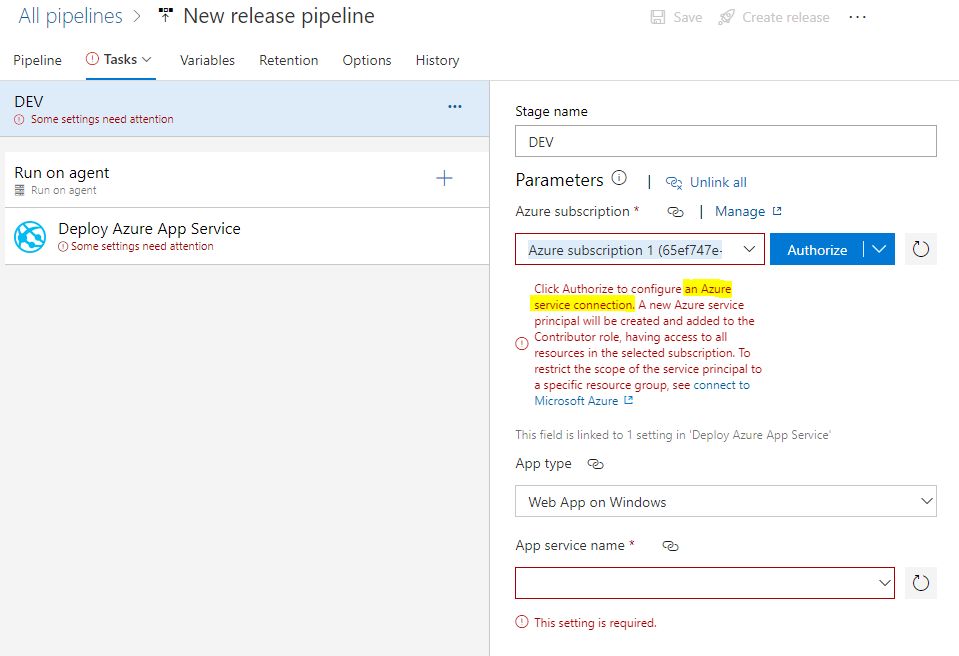 All pipelines > New release pipeline
Save Create release ...
Pipeline Tasks Variables Retention Options History
DEV
Some settings need attention
Run on agent
Run on agent
Deploy Azure App Service
Some settings need attention
Stage name
DEV
Parameters | Unlink all
Azure subscription * | Manage
Azure subscription 1 (65ef747e- Authorize
Click Authorize to configure an Azure
service connection. A new Azure service
principal will be created and added to the
Contributor role, having access to all
resources in the selected subscription. To
restrict the scope of the service principal to
a specific resource group, see connect to
Microsoft Azure
This field is linked to 1 setting in 'Deploy Azure App Service'
App type
Web App on Windows
App service name *
This setting is required.